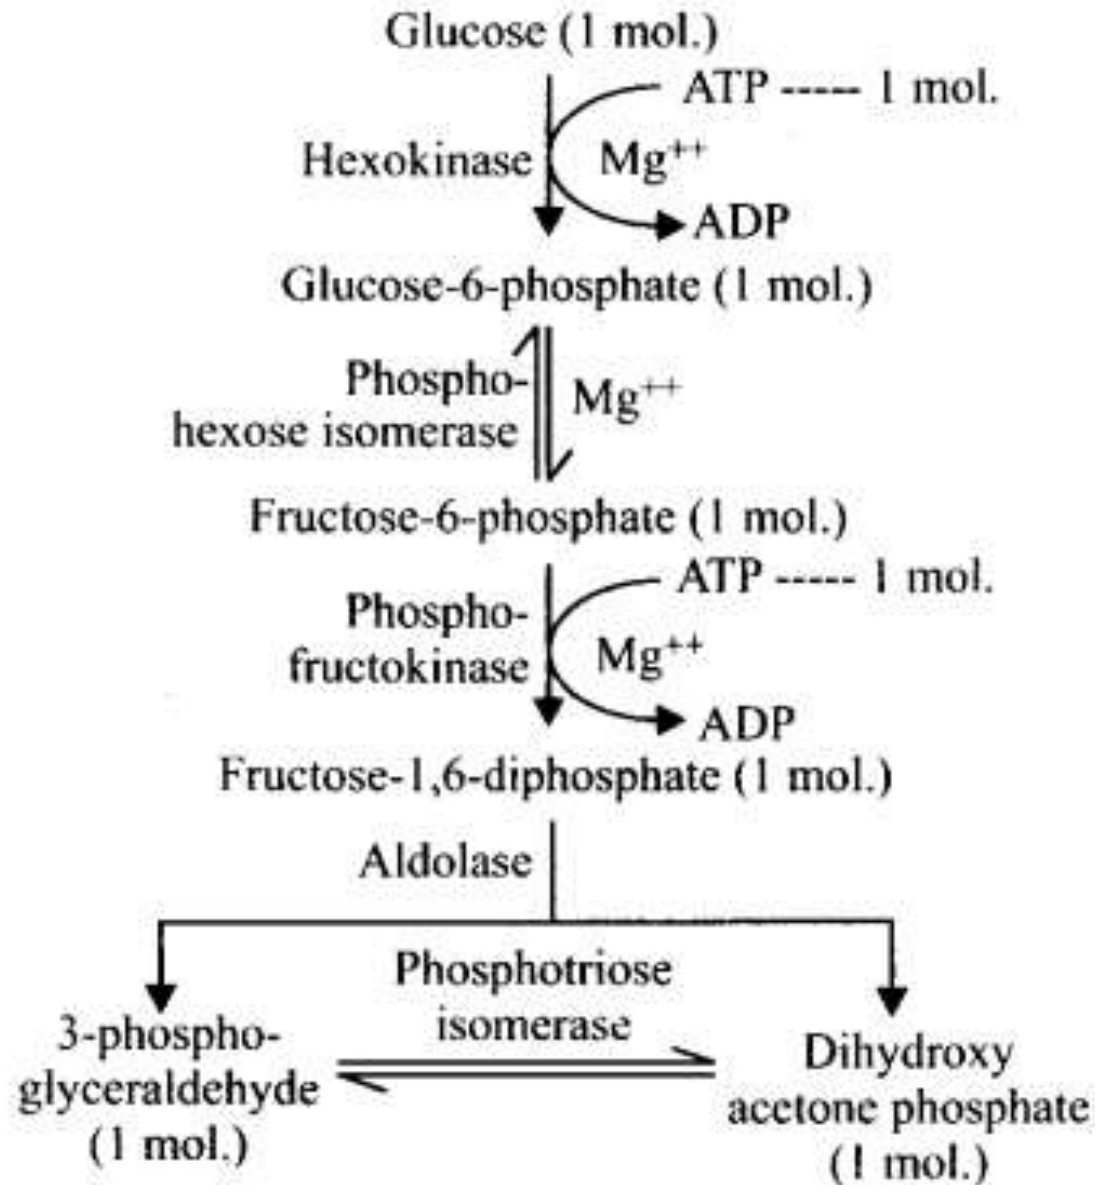 Glucose (1 mol.)
ATP ----- 1 mol.
Hexokinase
Mg++
ADP
Glucose-6-phosphate (1 mol.)
Phospho-
hexose isomerase
Mg++
Fructose-6-phosphate (1 mol.)
ATP ----- 1 mol.
Phospho-
fructokinase
Mg++
ADP
Fructose-1,6-diphosphate (1 mol.)
Aldolase
Phosphotriose
isomerase
3-phospho-
glyceraldehyde
(1 mol.)
Dihydroxy
acetone phosphate
(1 mol.)